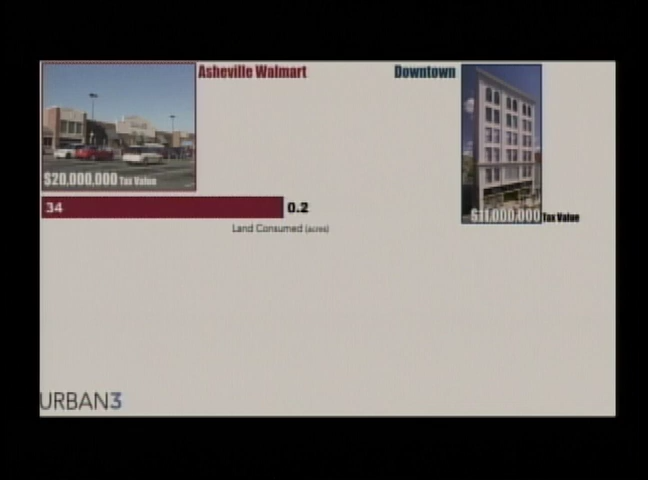 Asheville Walmart
Downtown
$20,000,000 Tax Value
$11,000,000 Tax Value
34
0.2
Land Consumed (acres)
URBAN3